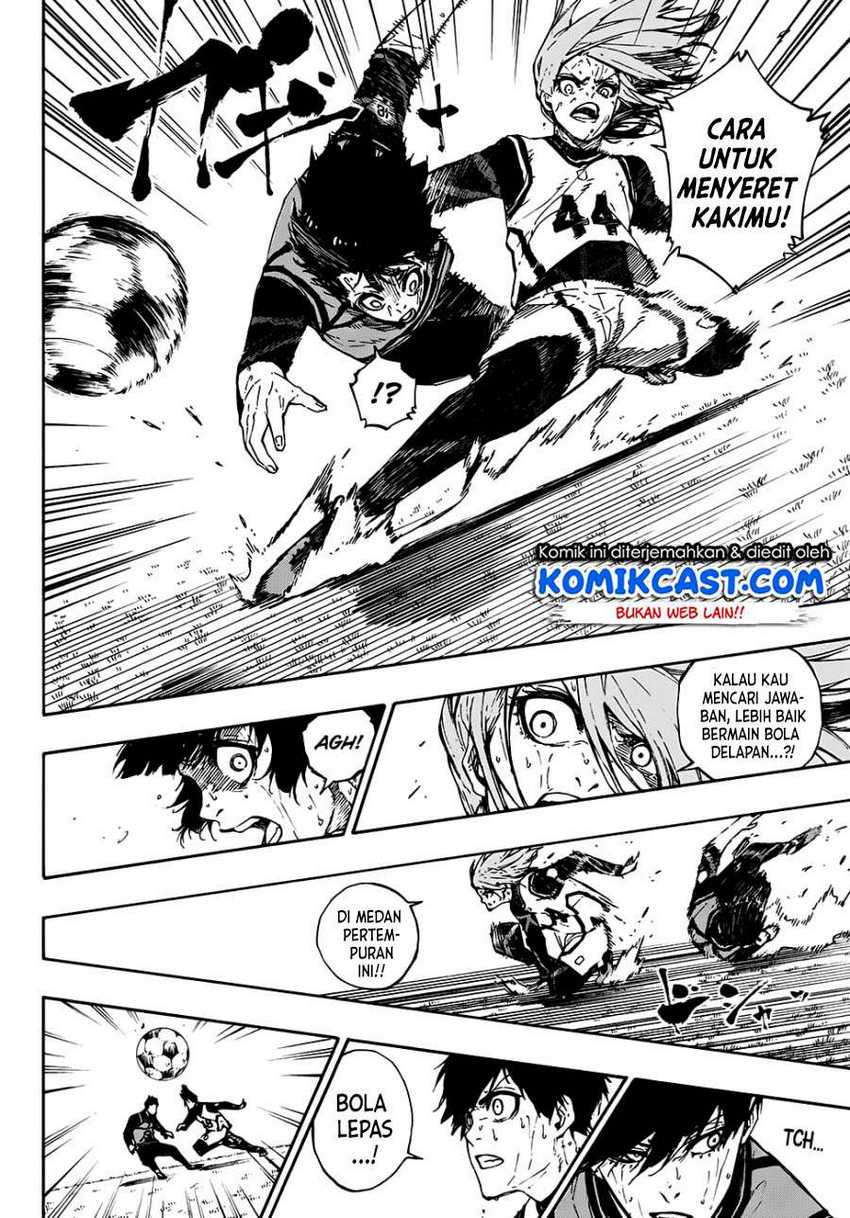 CARA
UNTUK
MENYERET
KAKIMU!
44
!?
Komik ini diterjemahkan & diedit oleh
KOMIKCAST.COM
BUKAN WEB LAIN!!
KALAU KAU
MENCARI JAWA-
BAN, LEBIH BAIK
BERMAIN BOLA
DELAPAN...?!
AGH!
DI MEDAN
PERTEM-
PURAN
INI!!
TCH...
BOLA
LEPAS
...!